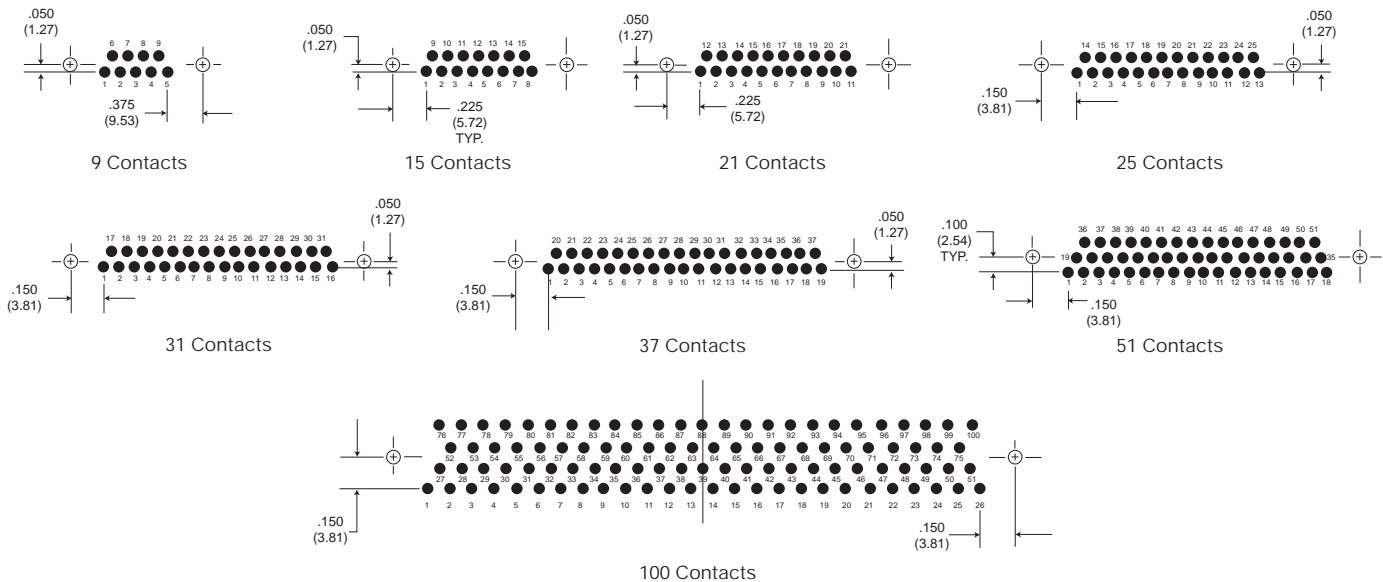 .050
(1.27)
6 7 8 9
1 2 3 4 5
.375
(9.53)
9 Contacts
.050
(1.27)
9 10 11 12 13 14 15
1 2 3 4 5 6 7 8
.225
(5.72)
TYP.
15 Contacts
.050
(1.27)
12 13 14 15 16 17 18 19 20 21
1 2 3 4 5 6 7 8 9 10 11
.225
(5.72)
21 Contacts
.050
(1.27)
14 15 16 17 18 19 20 21 22 23 24 25
1 2 3 4 5 6 7 8 9 10 11 12 13
.150
(3.81)
25 Contacts
.050
(1.27)
17 18 19 20 21 22 23 24 25 26 27 28 29 30 31
1 2 3 4 5 6 7 8 9 10 11 12 13 14 15 16
.150
(3.81)
31 Contacts
.050
(1.27)
20 21 22 23 24 25 26 27 28 29 30 31 32 33 34 35 36 37
1 2 3 4 5 6 7 8 9 10 11 12 13 14 15 16 17 18 19
.150
(3.81)
37 Contacts
.100
(2.54)
TYP.
36 37 38 39 40 41 42 43 44 45 46 47 48 49 50 51
19 35
1 2 3 4 5 6 7 8 9 10 11 12 13 14 15 16 17 18
.150
(3.81)
51 Contacts
76 77 78 79 80 81 82 83 84 85 86 87 88 89 90 91 92 93 94 95 96 97 98 99 100
52 53 54 55 56 57 58 59 60 61 62 63 64 65 66 67 68 69 70 71 72 73 74 75
27 28 29 30 31 32 33 34 35 36 37 38 39 40 41 42 43 44 45 46 47 48 49 50 51
1 2 3 4 5 6 7 8 9 10 11 12 13 14 15 16 17 18 19 20 21 22 23 24 25 26
.150
(3.81)
.150
(3.81)
100 Contacts